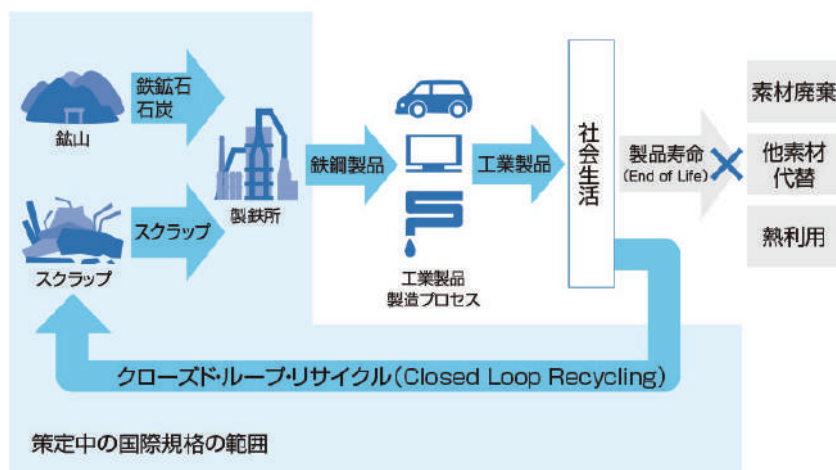 鉱山
鉄鉱石
石炭
スクラップ
スクラップ
製鉄所
鉄鋼製品
工業製品
製造プロセス
工業製品
社会生活
製品寿命
(End of Life)
素材廃棄
他素材
代替
熱利用
クローズド・ループ・リサイクル(Closed Loop Recycling)
策定中の国際規格の範囲